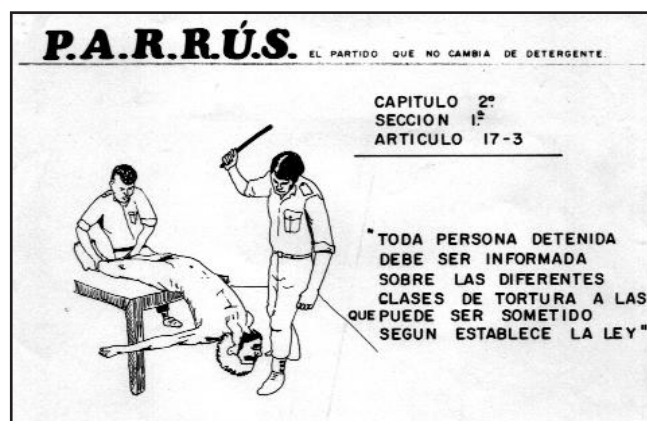 P.A.R.R.Ú.S. EL PARTIDO QUE NO CAMBIA DE DETERGENTE.
CAPITULO 2º
SECCION 1.ª
ARTICULO 17-3
"TODA PERSONA DETENIDA
DEBE SER INFORMADA
SOBRE LAS DIFERENTES
CLASES DE TORTURA A LAS
QUE PUEDE SER SOMETIDO
SEGUN ESTABLECE LA LEY"